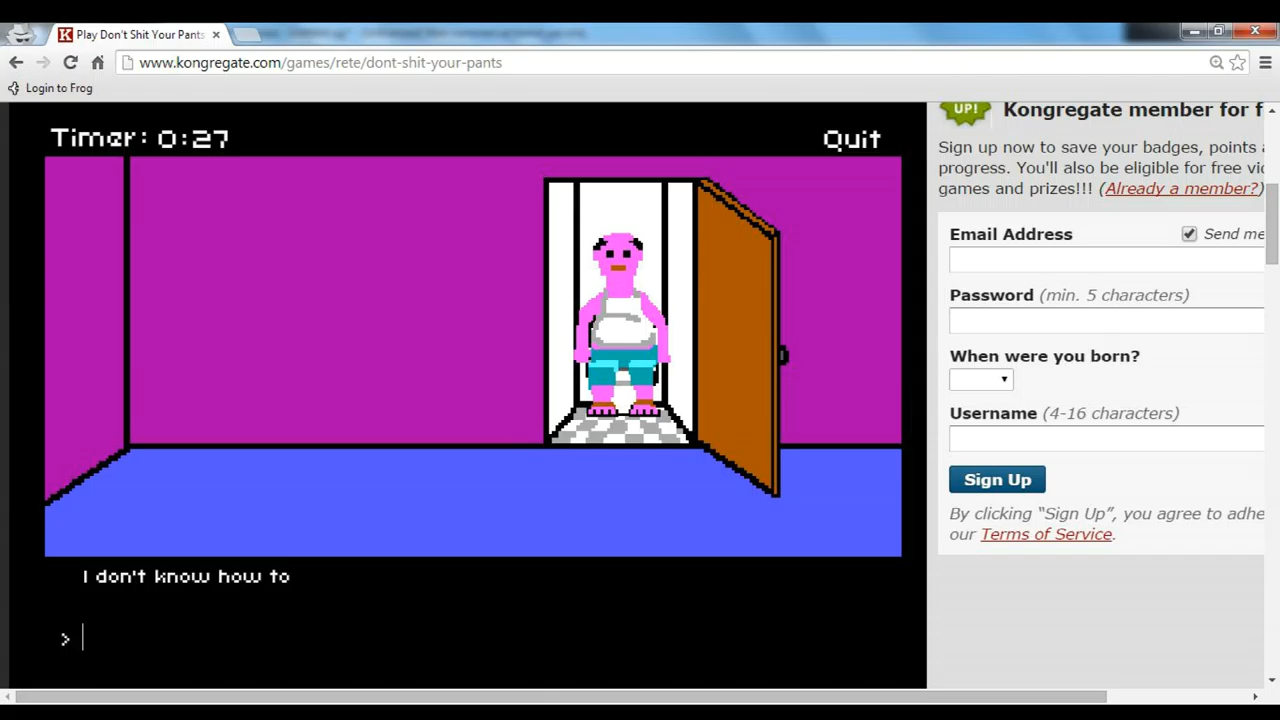 Play Don't Shit Your Pants
www.kongregate.com/games/rete/dont-shit-your-pants
Login to Frog
Timer: 0:27
Quit
I don't know how to
>
UP!
Kongregate member for f
Sign up now to save your badges, points a
progress. You'll also be eligible for free vi
games and prizes!!! (Already a member?)
Email Address
Send me
Password (min. 5 characters)
When were you born?
Username (4-16 characters)
Sign Up
By clicking “Sign Up”, you agree to adhe
our Terms of Service.